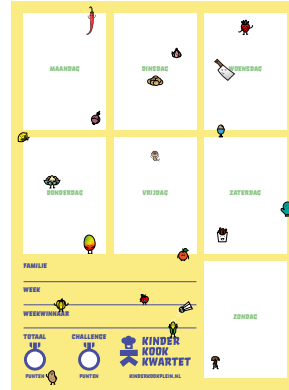 MAANDAG
DINSDAG
WOENSDAG
DONDERDAG
VRIJDAG
ZATERDAG
FAMILIE
WEEK
WEEKWINNAAR
ZONDAG
TOTAAL
CHALLENGE
KINDER
KOOK
KWARTET
PUNTEN
PUNTEN
KINDERKOOKPLEIN.NL